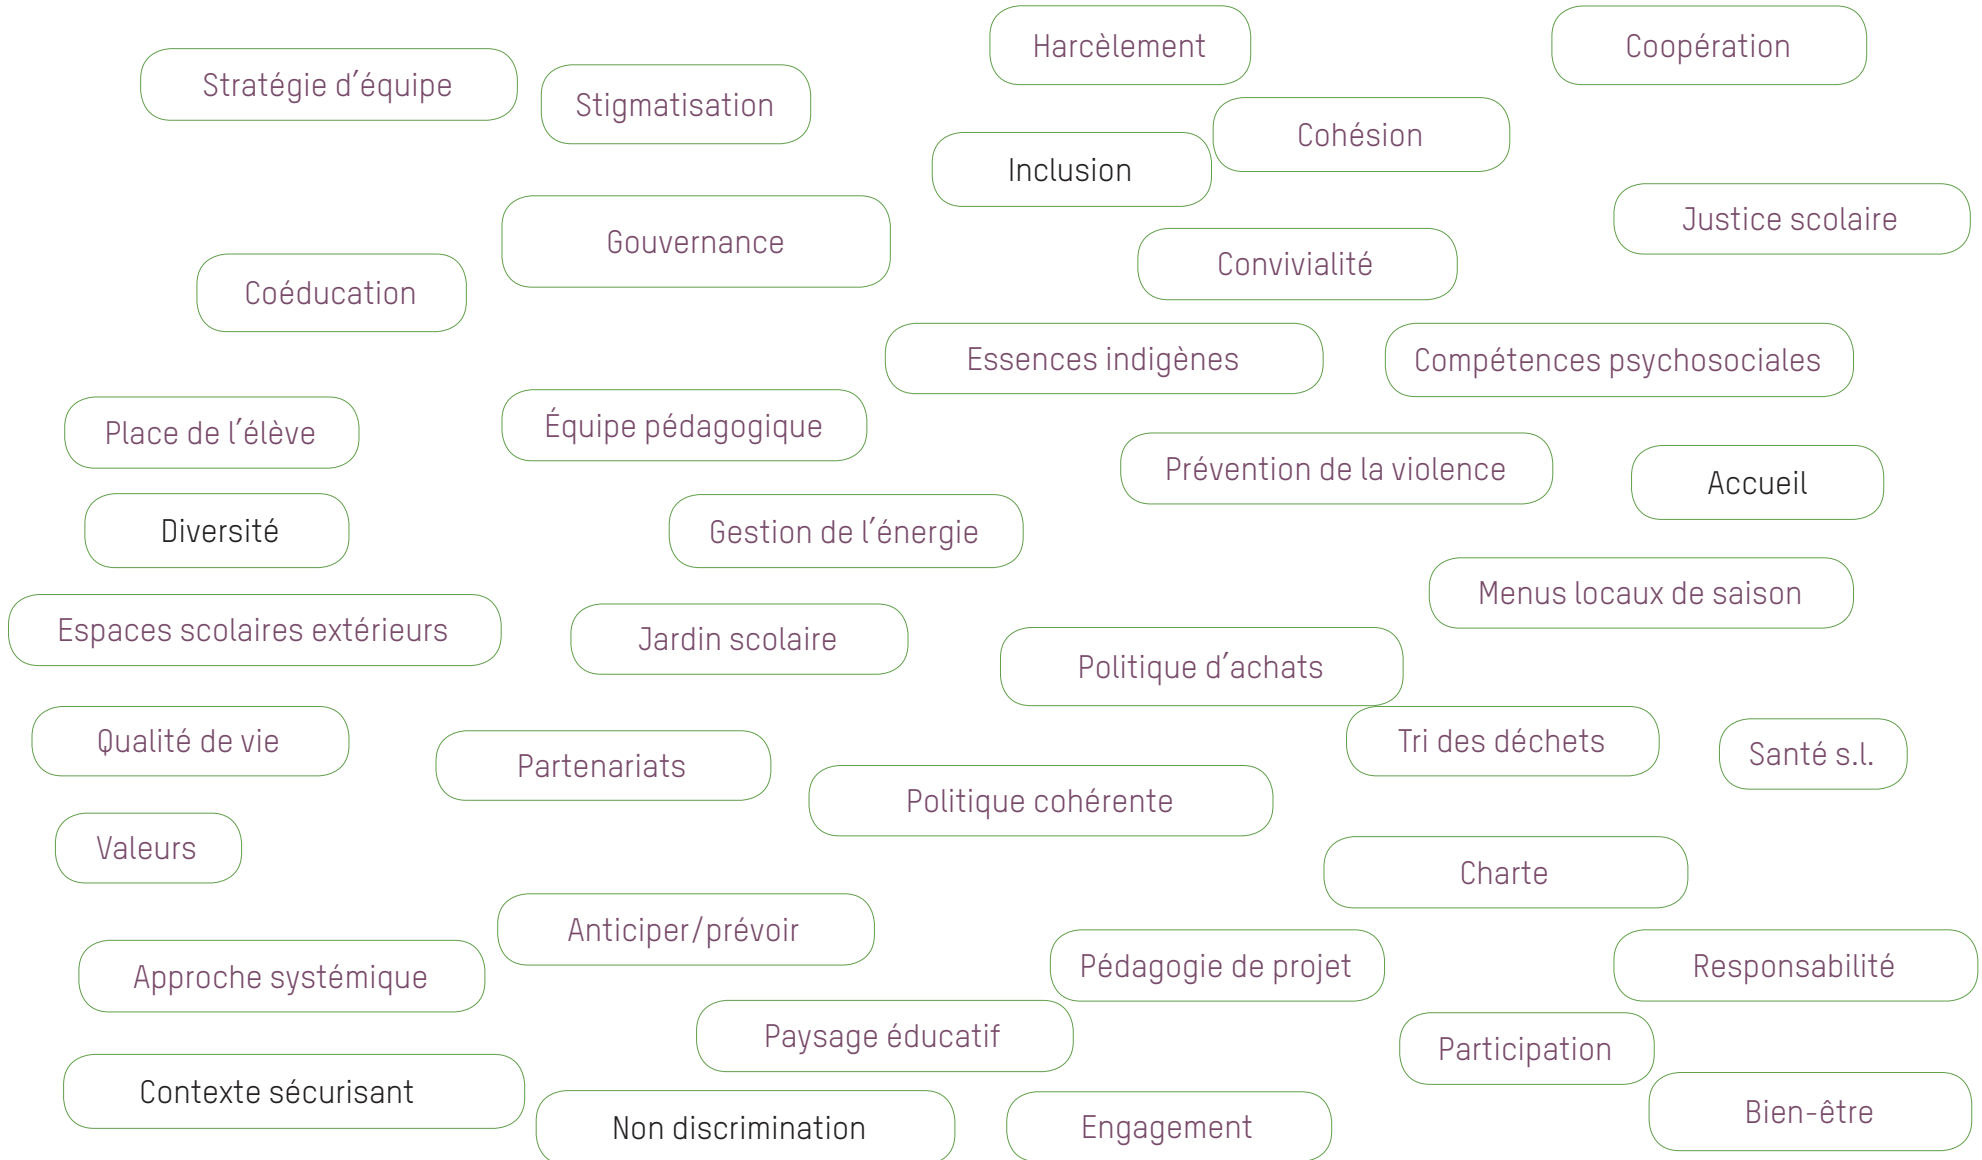 Harcèlement
Coopération
Stratégie d'équipe
Stigmatisation
Cohésion
Inclusion
Justice scolaire
Gouvernance
Convivialité
Coéducation
Essences indigènes
Compétences psychosociales
Place de l'élève
Équipe pédagogique
Prévention de la violence
Accueil
Diversité
Gestion de l'énergie
Menus locaux de saison
Espaces scolaires extérieurs
Jardin scolaire
Politique d'achats
Qualité de vie
Tri des déchets
Santé s.l.
Partenariats
Politique cohérente
Valeurs
Charte
Anticiper/prévoir
Approche systémique
Pédagogie de projet
Responsabilité
Paysage éducatif
Participation
Contexte sécurisant
Non discrimination
Engagement
Bien-être